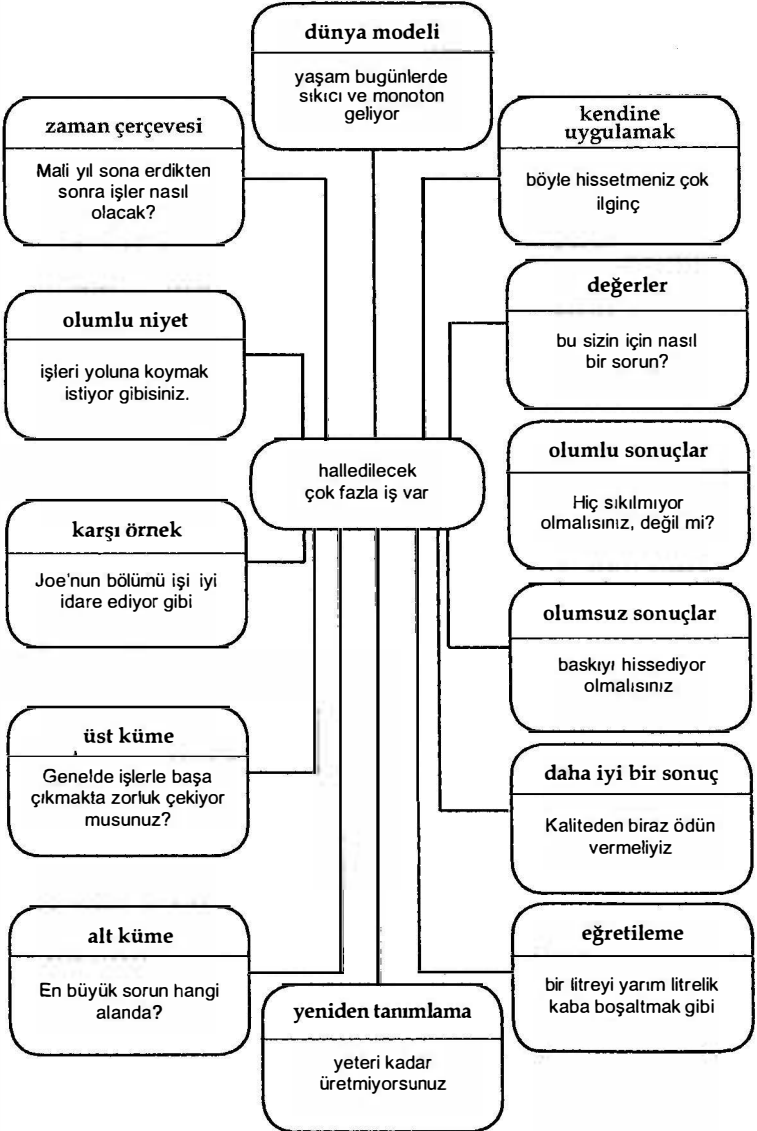 dünya modeli
yaşam bugünlerde
sıkıcı ve monoton
geliyor
zaman çerçevesi
Mali yıl sona erdikten
sonra işler nasıl
olacak?
kendine
uygulamak
böyle hissetmeniz çok
ilginç
olumlu niyet
işleri yoluna koymak
istiyor gibisiniz.
değerler
bu sizin için nasıl
bir sorun?
halledilecek
çok fazla iş var
olumlu sonuçlar
Hiç sıkılmıyor
olmalısınız, değil mi?
karşı örnek
Joe'nun bölümü işi iyi
idare ediyor gibi
olumsuz sonuçlar
baskıyı hissediyor
olmalısınız
üst küme
Genelde işlerle başa
çıkmakta zorluk çekiyor
musunuz?
daha iyi bir sonuç
Kaliteden biraz ödün
vermeliyiz
alt küme
En büyük sorun hangi
alanda?
eğretileme
bir litreyi yarım litrelik
kaba boşaltmak gibi
yeniden tanımlama
yeteri kadar
üretmiyorsunuz